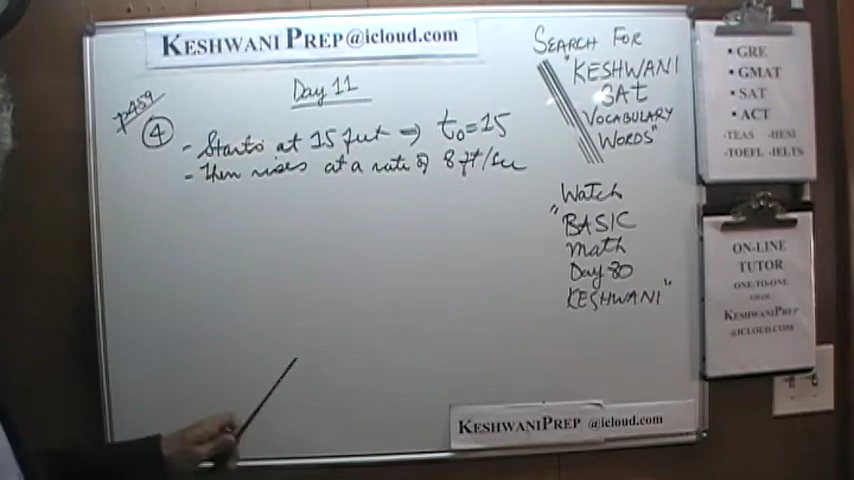 KESHWANI PREP@icloud.com
Day 11
p459
④ - Starts at 15 feet ⇒ t₀=15
- Then rises at a rate of 8 ft/sec
SEARCH FOR
"KESHWANI
SAT
VOCABULARY
WORDS"
Watch
"BASIC
Math
Day 80
KESHWANI"
• GRE
• GMAT
• SAT
• ACT
-TEAS -HESI
-TOEFL -IELTS
ON-LINE
TUTOR
ONE-TO-ONE
KESHWANIPREP
@ICLOUD.COM
KESHWANIPREP @icloud.com